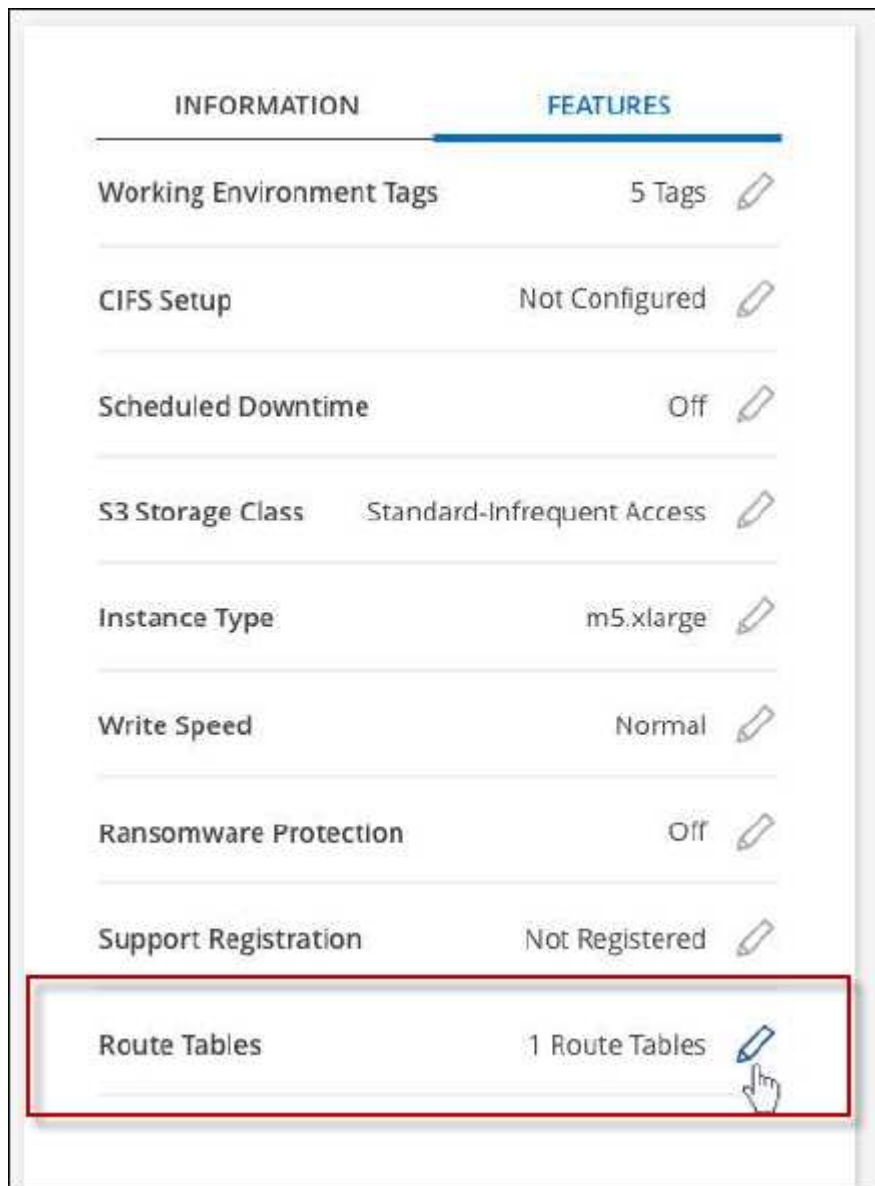 INFORMATION FEATURES
Working Environment Tags 5 Tags
CIFS Setup Not Configured
Scheduled Downtime Off
S3 Storage Class Standard-Infrequent Access
Instance Type m5.xlarge
Write Speed Normal
Ransomware Protection Off
Support Registration Not Registered
Route Tables 1 Route Tables